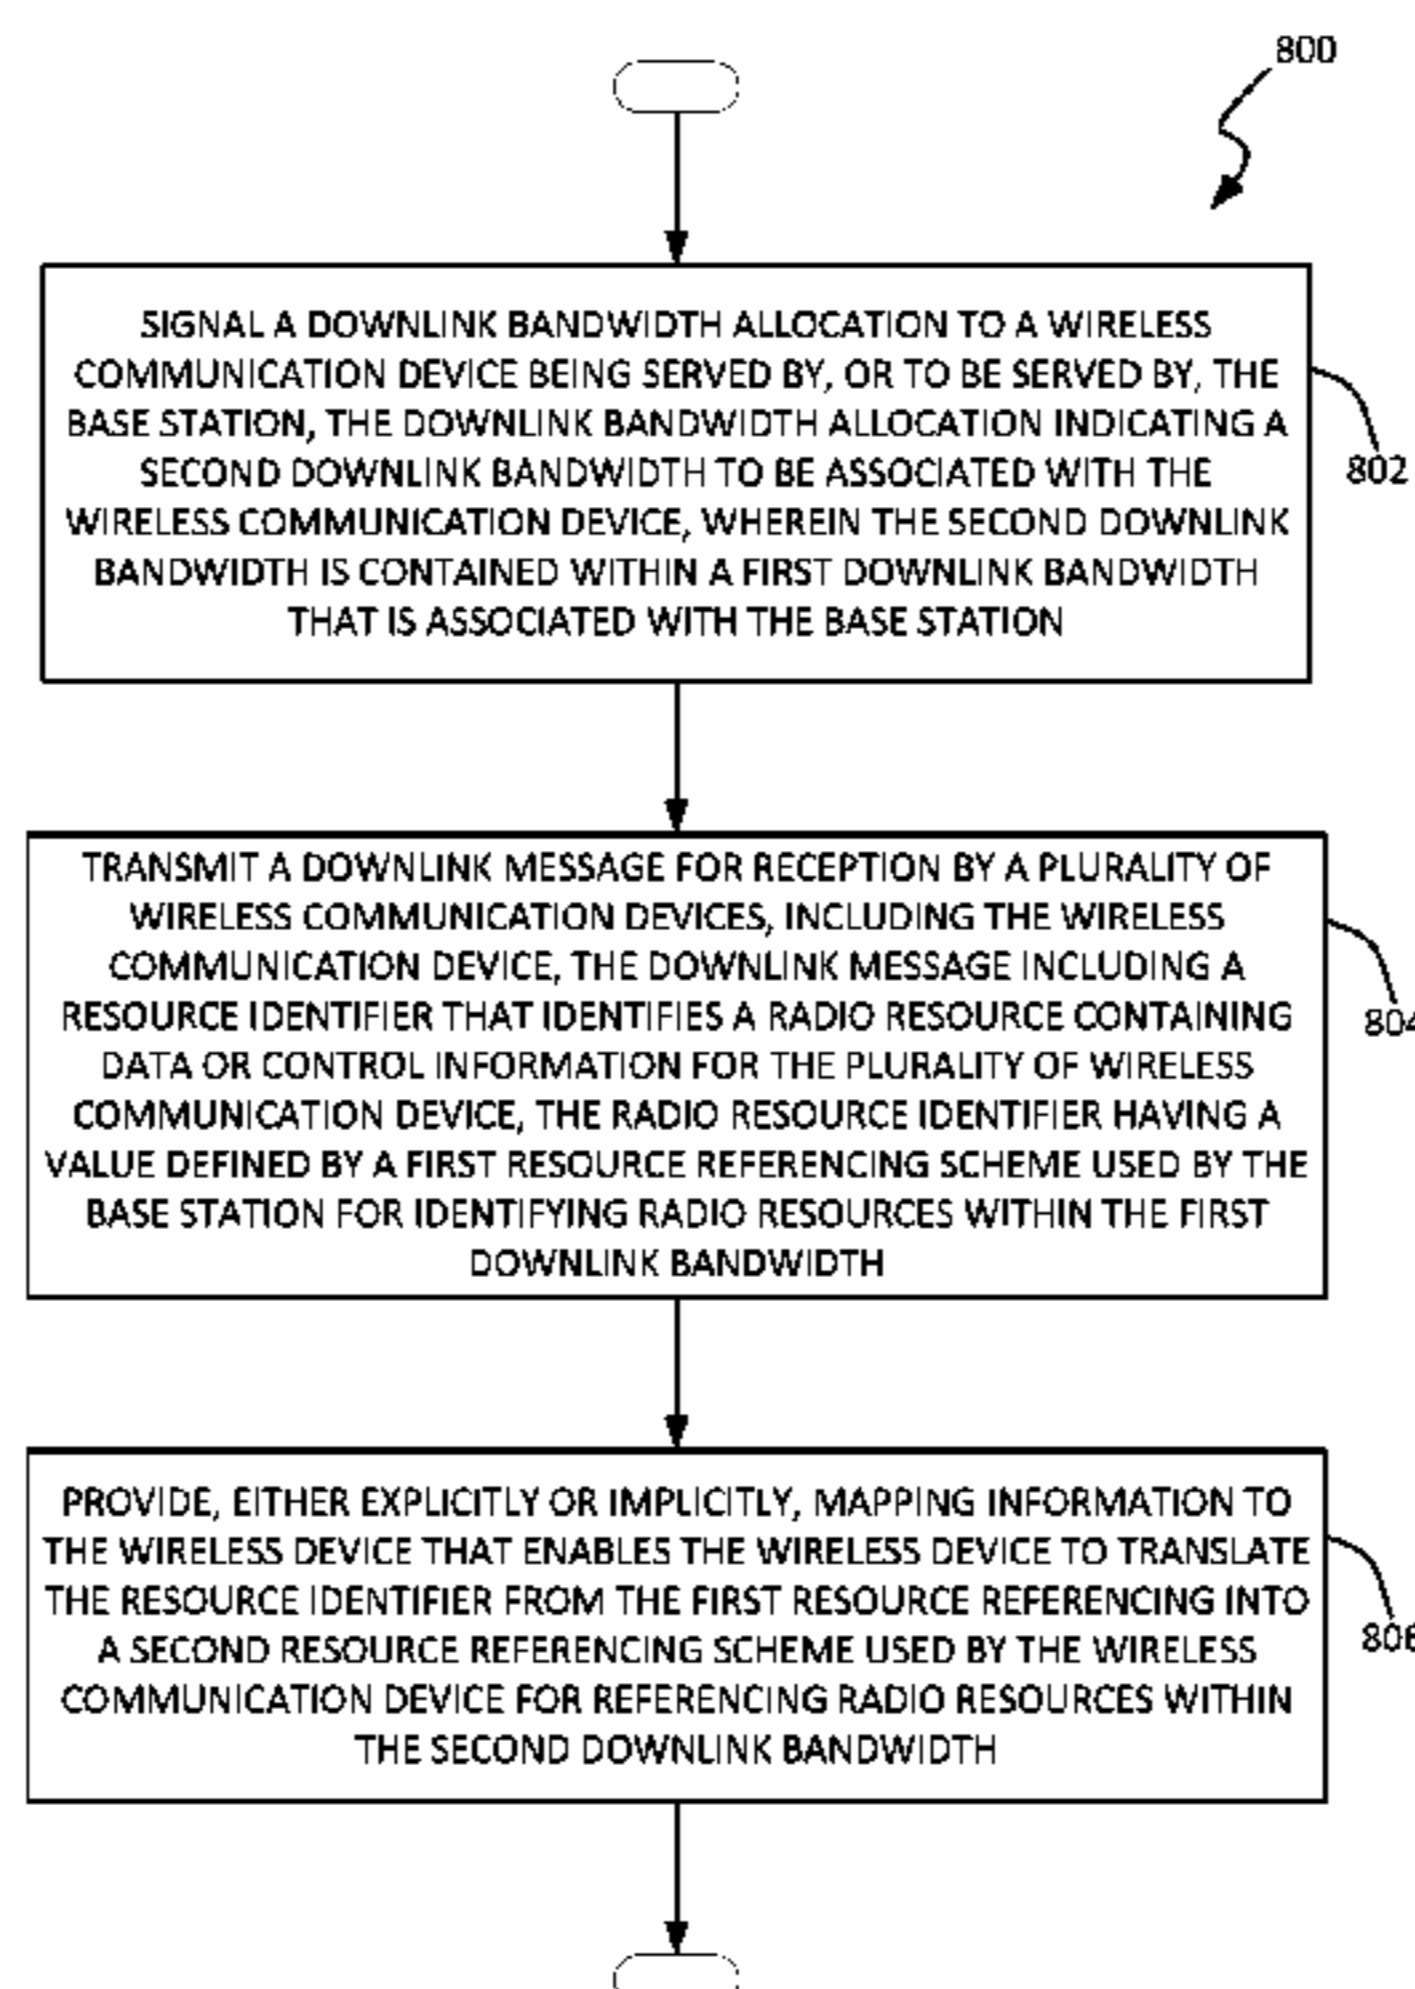 800
SIGNAL A DOWNLINK BANDWIDTH ALLOCATION TO A WIRELESS
COMMUNICATION DEVICE BEING SERVED BY, OR TO BE SERVED BY, THE
BASE STATION, THE DOWNLINK BANDWIDTH ALLOCATION INDICATING A
SECOND DOWNLINK BANDWIDTH TO BE ASSOCIATED WITH THE
WIRELESS COMMUNICATION DEVICE, WHEREIN THE SECOND DOWNLINK
BANDWIDTH IS CONTAINED WITHIN A FIRST DOWNLINK BANDWIDTH
THAT IS ASSOCIATED WITH THE BASE STATION
802
TRANSMIT A DOWNLINK MESSAGE FOR RECEPTION BY A PLURALITY OF
WIRELESS COMMUNICATION DEVICES, INCLUDING THE WIRELESS
COMMUNICATION DEVICE, THE DOWNLINK MESSAGE INCLUDING A
RESOURCE IDENTIFIER THAT IDENTIFIES A RADIO RESOURCE CONTAINING
DATA OR CONTROL INFORMATION FOR THE PLURALITY OF WIRELESS
COMMUNICATION DEVICE, THE RADIO RESOURCE IDENTIFIER HAVING A
VALUE DEFINED BY A FIRST RESOURCE REFERENCING SCHEME USED BY THE
BASE STATION FOR IDENTIFYING RADIO RESOURCES WITHIN THE FIRST
DOWNLINK BANDWIDTH
804
PROVIDE, EITHER EXPLICITLY OR IMPLICITLY, MAPPING INFORMATION TO
THE WIRELESS DEVICE THAT ENABLES THE WIRELESS DEVICE TO TRANSLATE
THE RESOURCE IDENTIFIER FROM THE FIRST RESOURCE REFERENCING INTO
A SECOND RESOURCE REFERENCING SCHEME USED BY THE WIRELESS
COMMUNICATION DEVICE FOR REFERENCING RADIO RESOURCES WITHIN
THE SECOND DOWNLINK BANDWIDTH
806